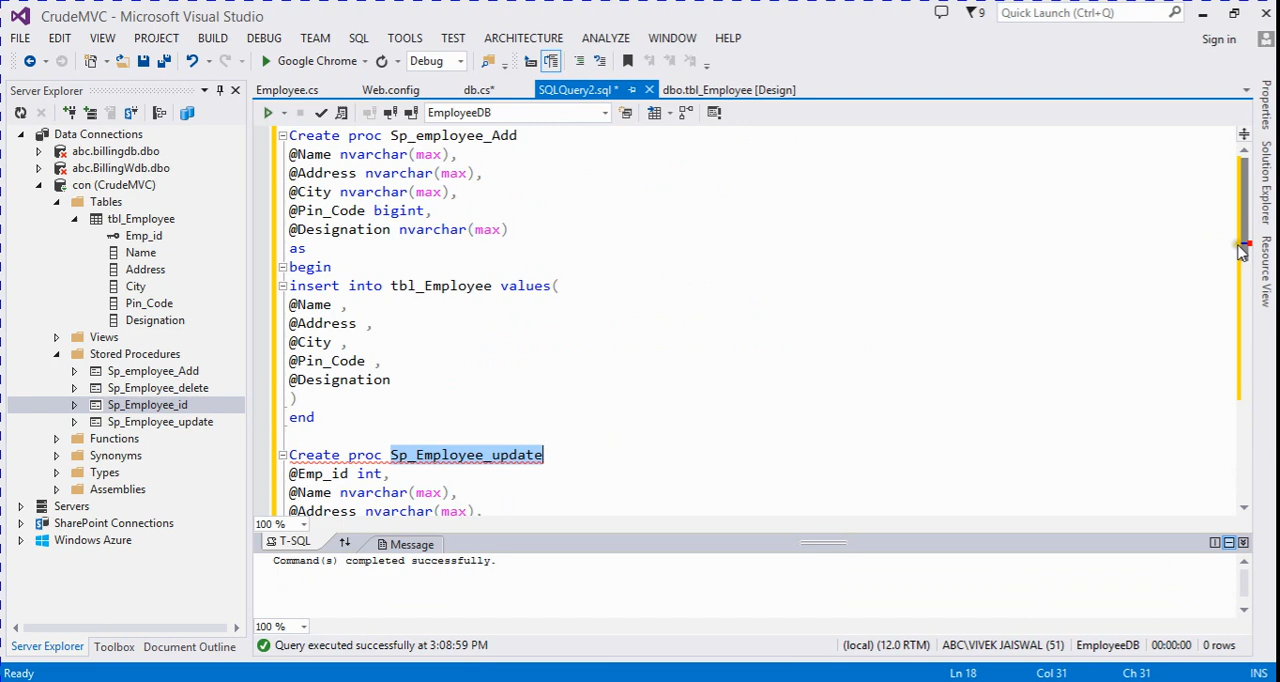 CrudeMVC - Microsoft Visual Studio
9
Quick Launch (Ctrl+Q)
FILE EDIT VIEW PROJECT BUILD DEBUG TEAM SQL TOOLS TEST ARCHITECTURE ANALYZE WINDOW HELP
Sign in
Google Chrome
Debug
Server Explorer
Employee.cs Web.config db.cs* SQLQuery2.sql * dbo.tbl_Employee [Design]
EmployeeDB
Data Connections
abc.billingdb.dbo
abc.BillingWdb.dbo
con (CrudeMVC)
Tables
tbl_Employee
Emp_id
Name
Address
City
Pin_Code
Designation
Views
Stored Procedures
Sp_employee_Add
Sp_Employee_delete
Sp_Employee_id
Sp_Employee_update
Functions
Synonyms
Types
Assemblies
Servers
SharePoint Connections
Windows Azure
Server Explorer Toolbox Document Outline
Create proc Sp_employee_Add
@Name nvarchar(max),
@Address nvarchar(max),
@City nvarchar(max),
@Pin_Code bigint,
@Designation nvarchar(max)
as
begin
insert into tbl_Employee values(
@Name ,
@Address ,
@City ,
@Pin_Code ,
@Designation
)
end
Create proc Sp_Employee_update
@Emp_id int,
@Name nvarchar(max),
@Address nvarchar(max),
100 %
T-SQL Message
Command(s) completed successfully.
100 %
Query executed successfully at 3:08:59 PM
(local) (12.0 RTM) ABC\VIVEK JAISWAL (51) EmployeeDB 00:00:00 0 rows
Properties
Solution Explorer
Resource View
Ready
Ln 18 Col 31 Ch 31 INS